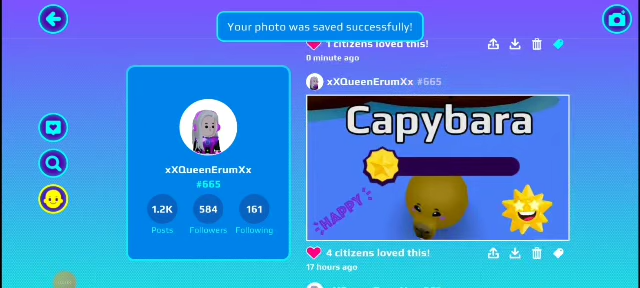 Your photo was saved successfully!
1 citizens loved this!
0 minute ago
xXQueenErumXx #665
Capybara
HAPPY
xXQueenErumXx
#665
1.2K
584
161
Posts
Followers
Following
4 citizens loved this!
17 hours ago